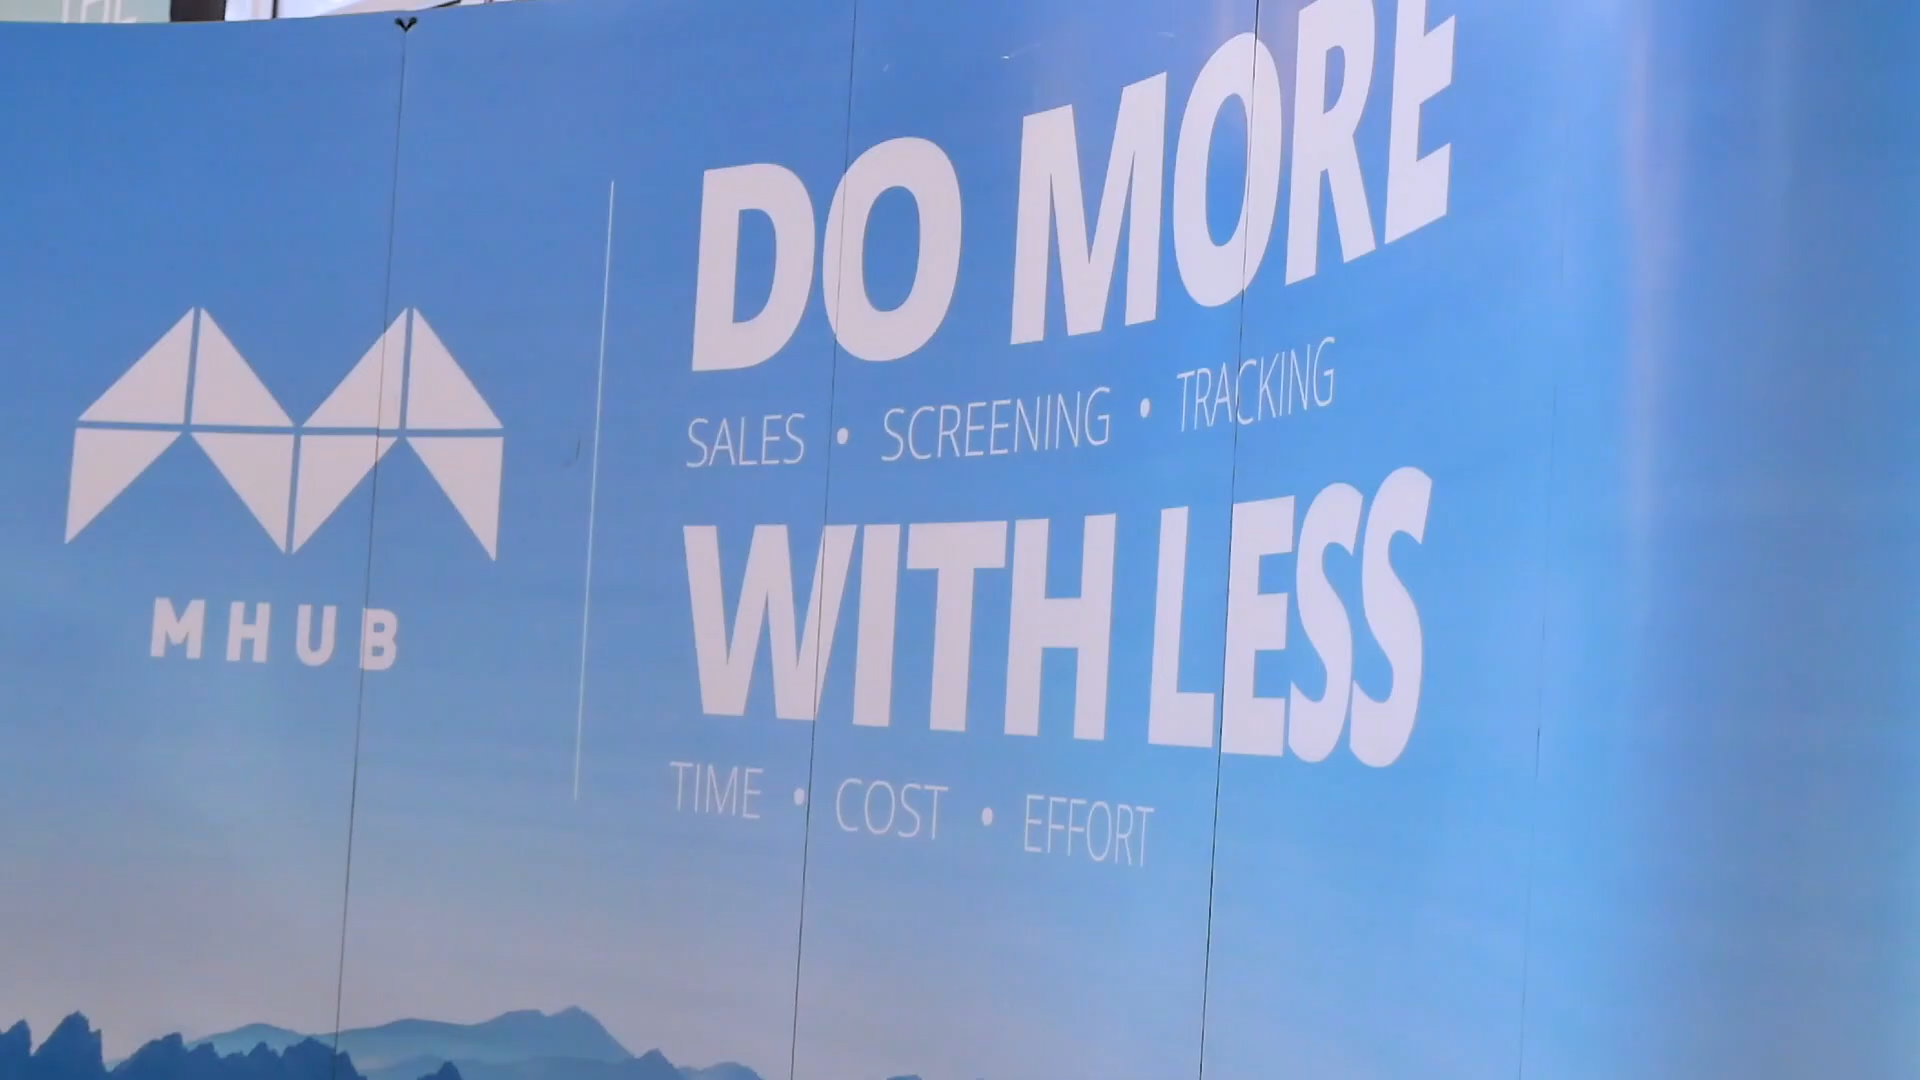 MHUB
DO MORE
SALES • SCREENING • TRACKING
WITH LESS
TIME • COST • EFFORT